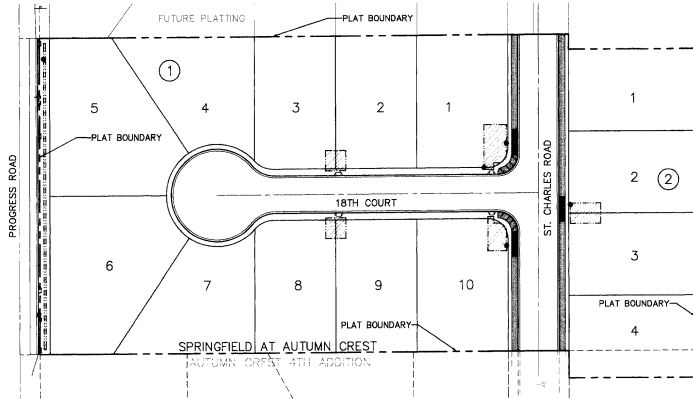 FUTURE PLATTING
PLAT BOUNDARY
1
5
4
3
2
1
1
PLAT BOUNDARY
PROGRESS ROAD
18TH COURT
ST. CHARLES ROAD
2
2
3
6
7
8
9
10
PLAT BOUNDARY
PLAT BOUNDARY
4
SPRINGFIELD AT AUTUMN CREST
AUTUMN CREST 4TH ADDITION